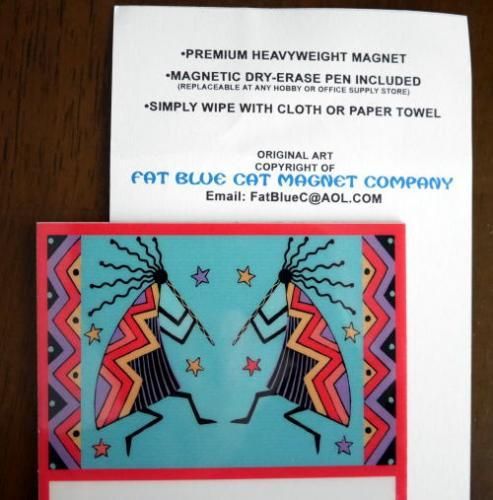 •PREMIUM HEAVYWEIGHT MAGNET
•MAGNETIC DRY-ERASE PEN INCLUDED
(REPLACEABLE AT ANY HOBBY OR OFFICE SUPPLY STORE)
•SIMPLY WIPE WITH CLOTH OR PAPER TOWEL
ORIGINAL ART
COPYRIGHT OF
FAT BLUE CAT MAGNET COMPANY
Email: FatBlueC@AOL.COM